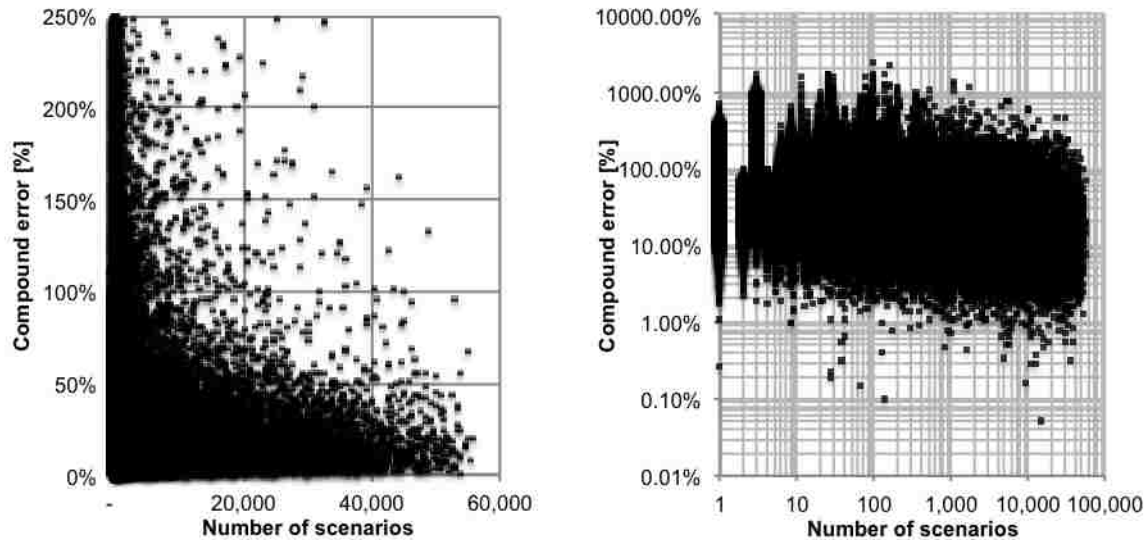 250%
200%
150%
100%
50%
0%
Compound error [%]
- 20,000 40,000 60,000
Number of scenarios
10000.00%
1000.00%
100.00%
10.00%
1.00%
0.10%
0.01%
Compound error [%]
1 10 100 1,000 10,000 100,000
Number of scenarios